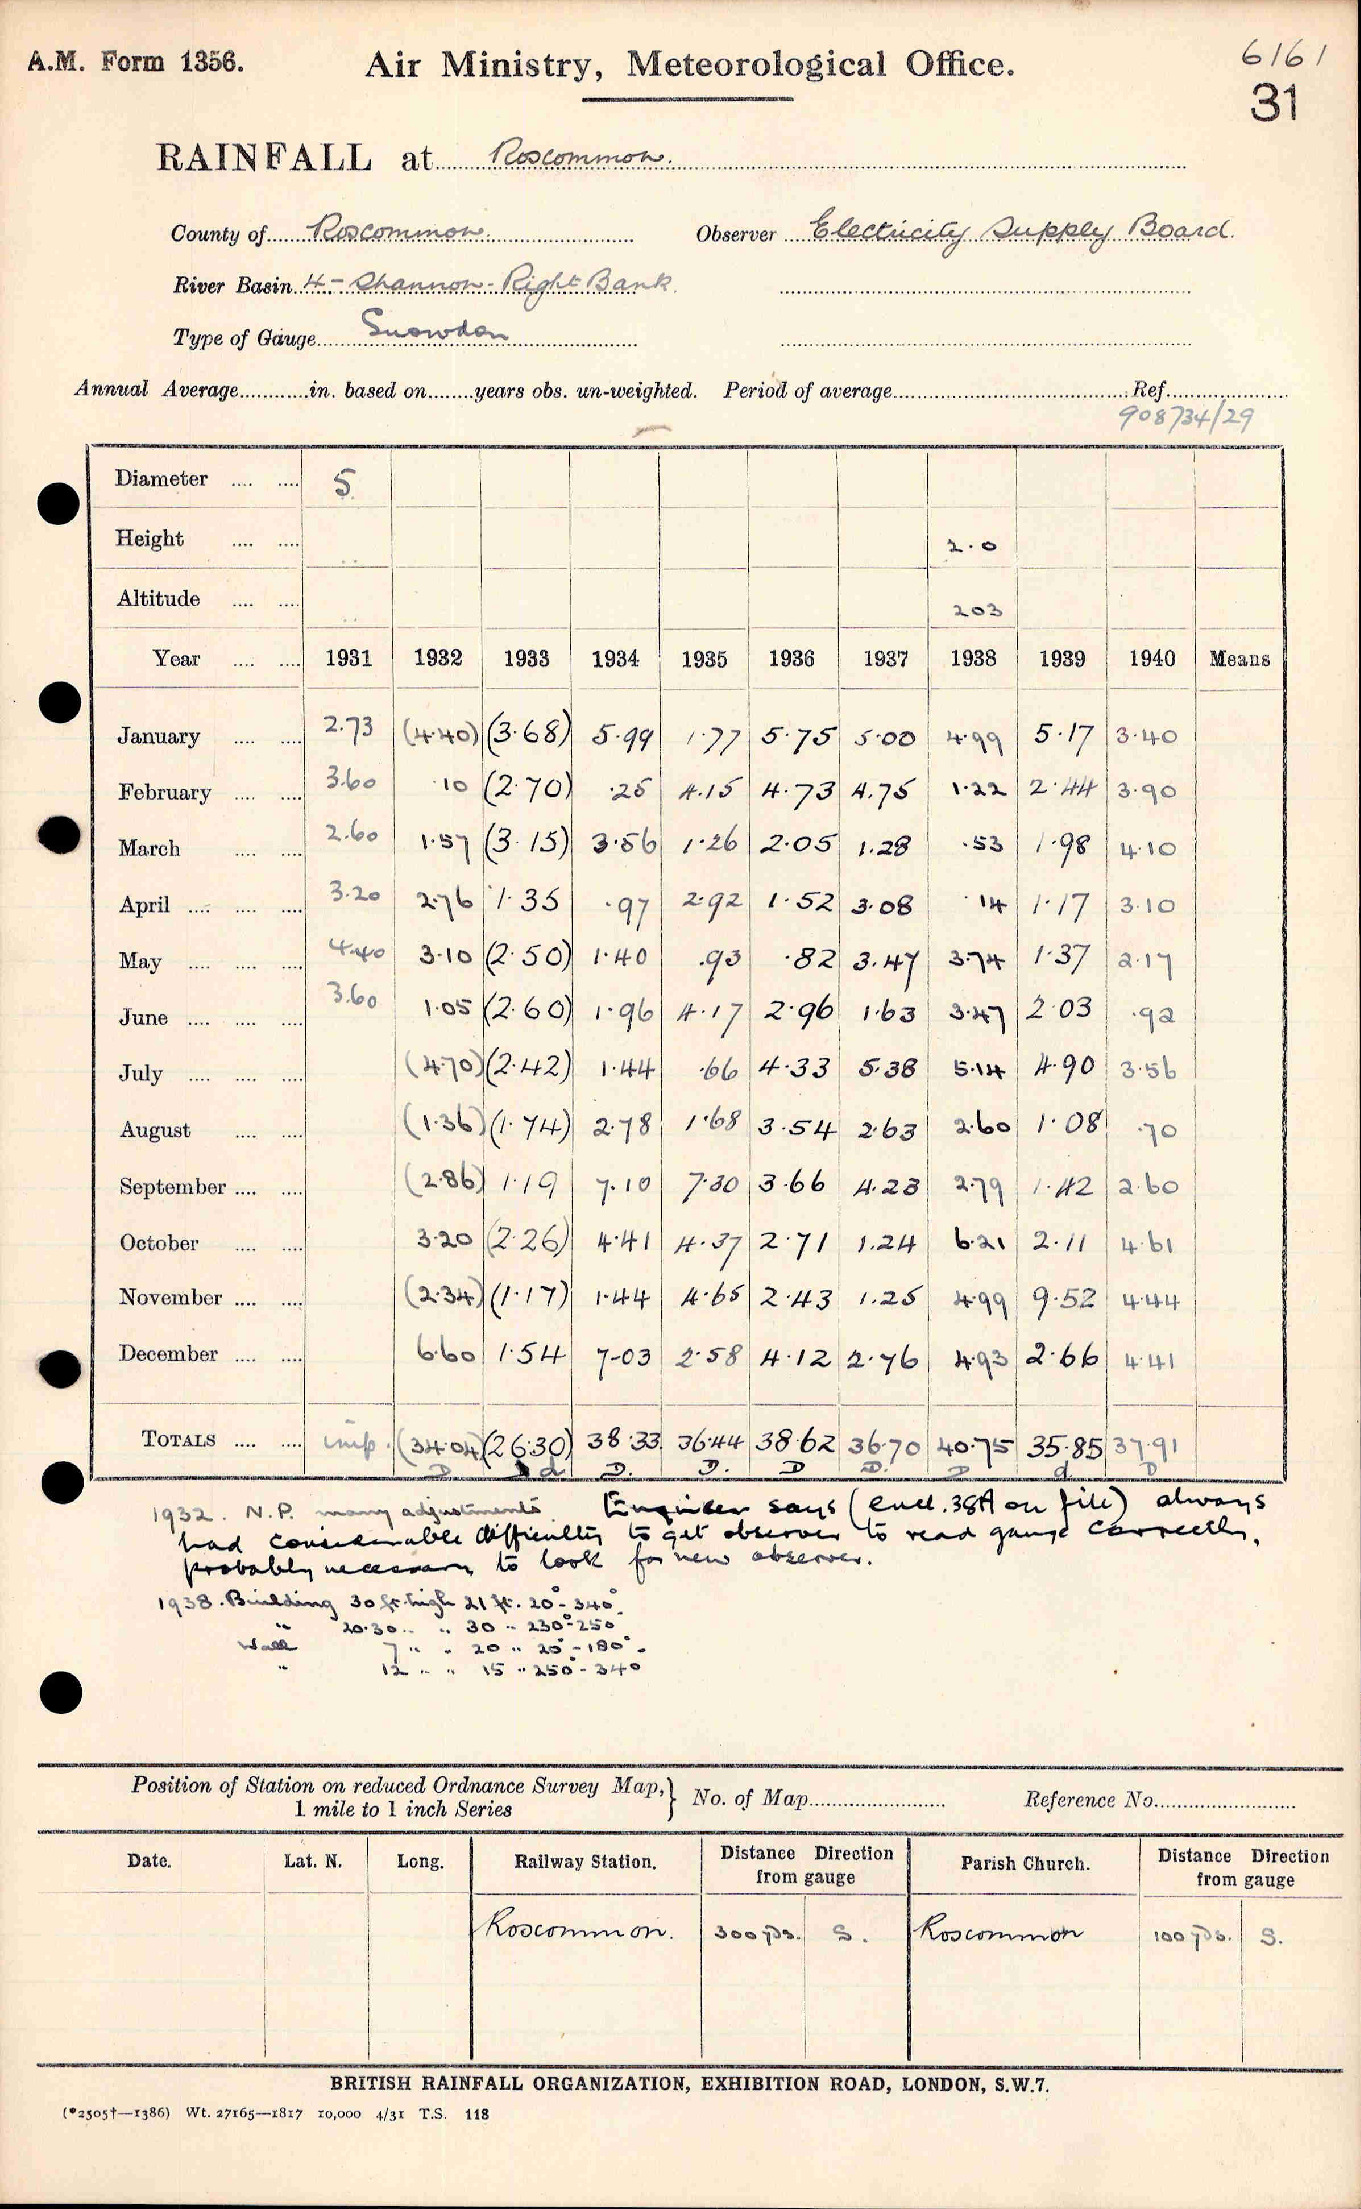 A.M. Form 1356. Air Ministry, Meteorological Office. 6161
31
RAINFALL at Roscommon.
County of Roscommon. Observer Electricity Supply Board.
River Basin 4 - Shannon - Right Bank.
Type of Gauge Snowdon
Annual Average in. based on years obs. un-weighted. Period of average Ref.
908734/29
Diameter 5
Height 2.0
Altitude 203
Year 1931 1932 1933 1934 1935 1936 1937 1938 1939 1940 Means
January 2.73 (4.40) (3.68) 5.99 1.77 5.75 5.00 4.99 5.17 3.40
February 3.60 .10 (2.70) .25 4.15 4.73 4.75 1.22 2.44 3.90
March 2.60 1.57 (3.15) 3.56 1.26 2.05 1.28 .53 1.98 4.10
April 3.20 2.76 1.35 .97 2.92 1.52 3.08 .14 1.17 3.10
May 4.40 3.10 (2.50) 1.40 .93 .82 3.47 3.74 1.37 2.17
June 3.60 1.05 (2.60) 1.96 4.17 2.96 1.63 3.47 2.03 .92
July (4.70) (2.42) 1.44 .66 4.33 5.38 5.14 4.90 3.56
August (1.36) (1.74) 2.78 1.68 3.54 2.63 2.60 1.08 .70
September (2.86) 1.19 7.10 7.30 3.66 4.23 2.79 1.42 2.60
October 3.20 (2.26) 4.41 4.37 2.71 1.24 6.21 2.11 4.61
November (2.34) (1.17) 1.44 4.65 2.43 1.25 4.99 9.52 4.44
December 6.60 1.54 7-03 2.58 4.12 2.76 4.93 2.66 4.41
TOTALS imp. (34.04) (26.30) 38.33 36.44 38.62 36.70 40.75 35.85 37.91
D. d D. D. D D. D d D
1932. N.P. many adjustments. Engineer says (encl. 38A on file) always
had considerable difficulty to get observer to read gauge correctly,
probably necessary to look for new observer.
1938. Building 30 ft. high 21 ft. 20°-340°
" 20.30 " " 30 " 230°-250°
Wall 7 " " 20 " 20°-180°
" 12 " " 15 " 250°-340
Position of Station on reduced Ordnance Survey Map,} No. of Map Reference No.
1 mile to 1 inch Series
Date. Lat. N. Long. Railway Station. Distance Direction from gauge Parish Church. Distance Direction from gauge
Roscommon. 300 yds. S. Roscommon 100 yds. S.
BRITISH RAINFALL ORGANIZATION, EXHIBITION ROAD, LONDON, S.W.7.
(*2505†—1386) Wt. 27165—1817 10,000 4/31 T.S. 118